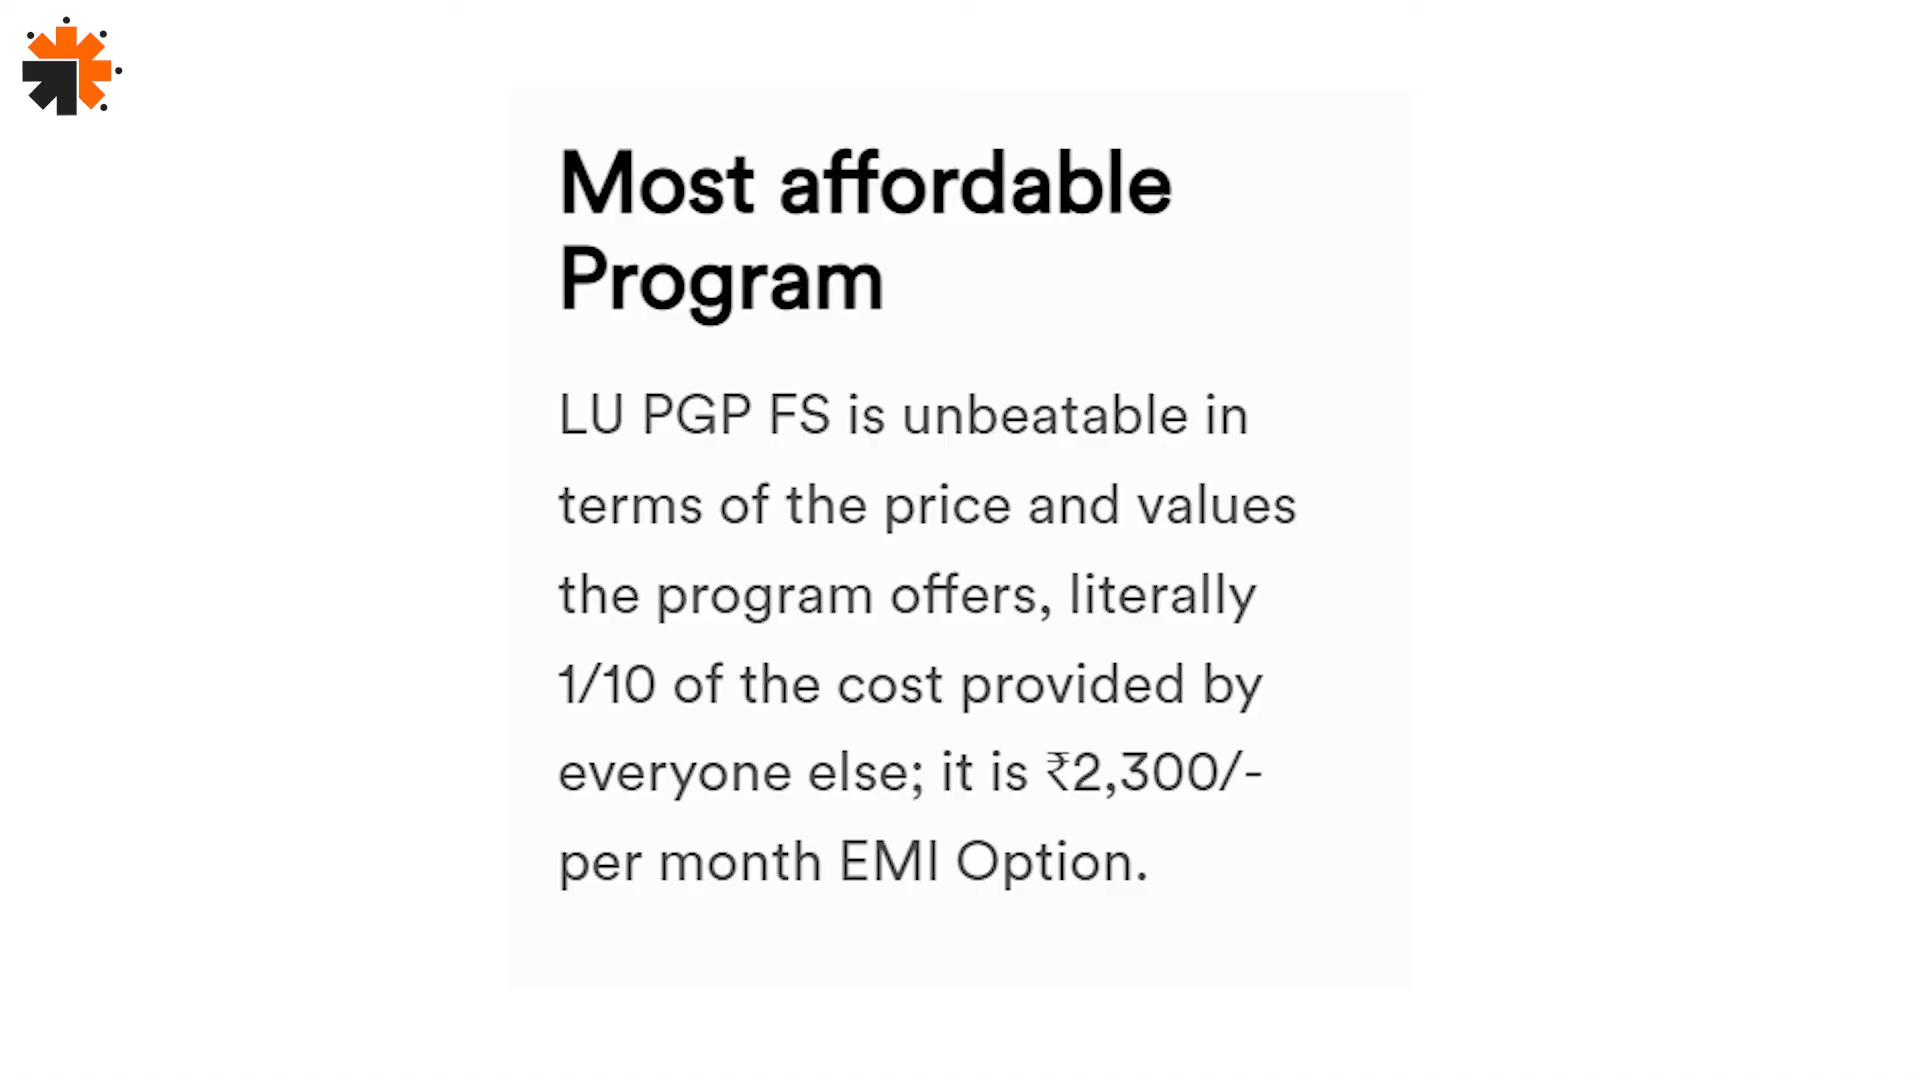 Most affordable
Program
LU PGP FS is unbeatable in
terms of the price and values
the program offers, literally
1/10 of the cost provided by
everyone else; it is ₹2,300/-
per month EMI Option.